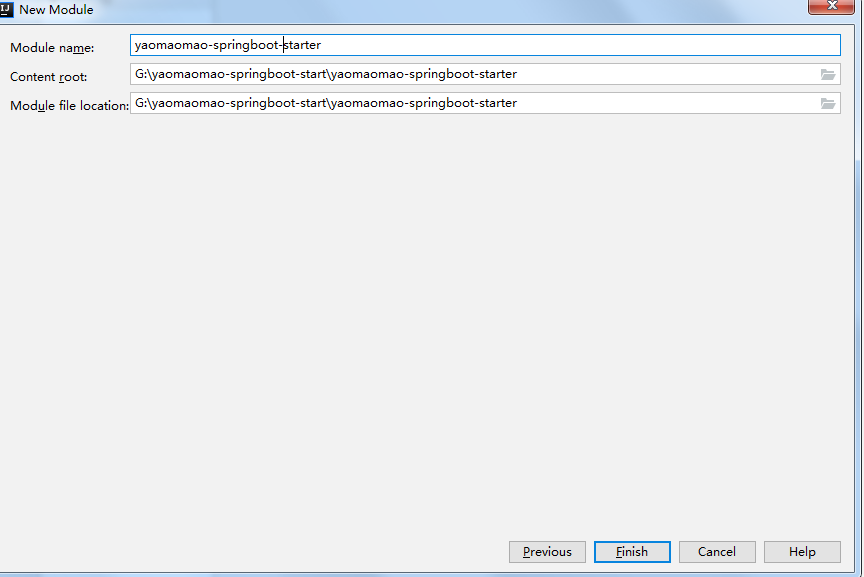 IJ New Module
Module name: yaomaomao-springboot-starter
Content root: G:\yaomaomao-springboot-start\yaomaomao-springboot-starter
Module file location: G:\yaomaomao-springboot-start\yaomaomao-springboot-starter
Previous Finish Cancel Help